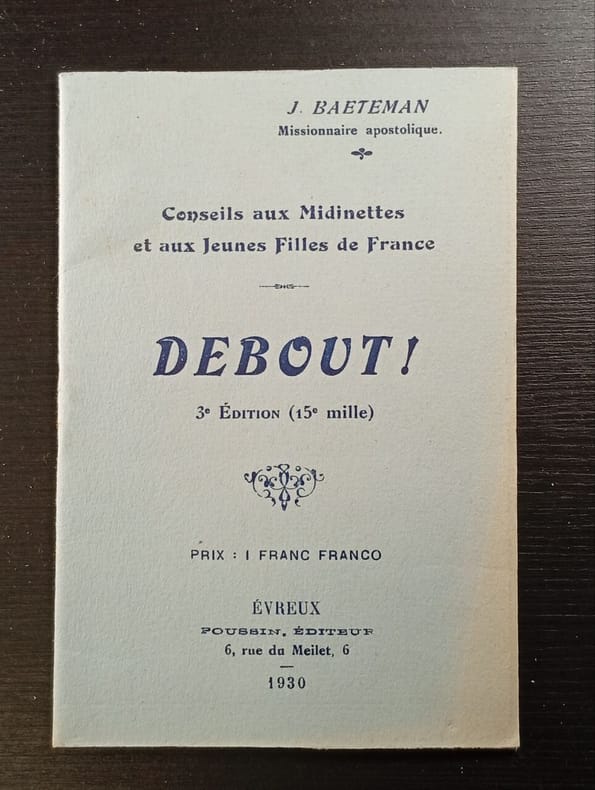 J. BAETEMAN
Missionnaire apostolique.
Conseils aux Midinettes
et aux Jeunes Filles de France
DEBOUT!
3e ÉDITION (15e mille)
PRIX : 1 FRANC FRANCO
ÉVREUX
POUSSIN, ÉDITEUR
6, rue du Meilet, 6
1930